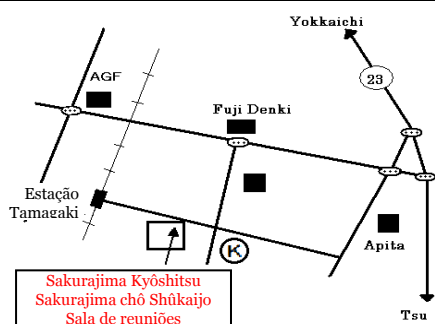 Yokkaichi
23
AGF
Fuji Denki
Estação
Tamagaki
K
Apita
Tsu
Sakurajima Kyôshitsu
Sakurajima chô Shûkaijo
Sala de reuniões